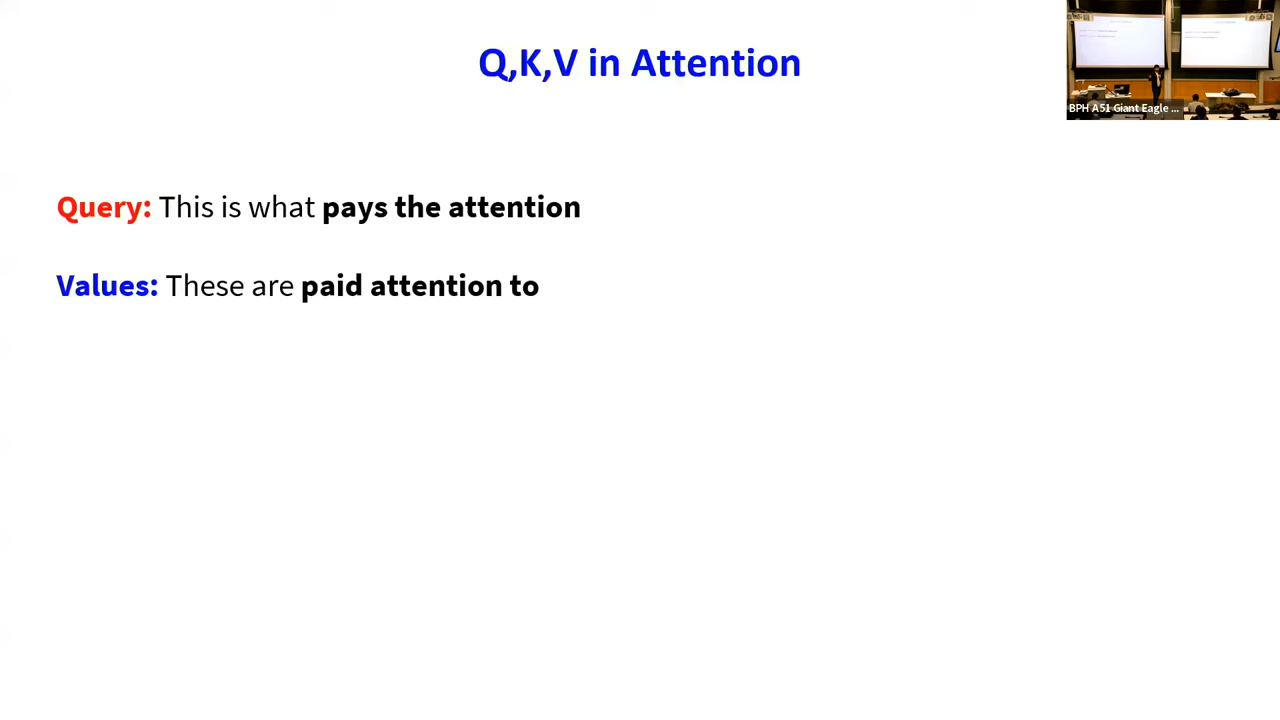 Q,K,V in Attention
BPH A51 Giant Eagle ...
Query: This is what pays the attention
Values: These are paid attention to